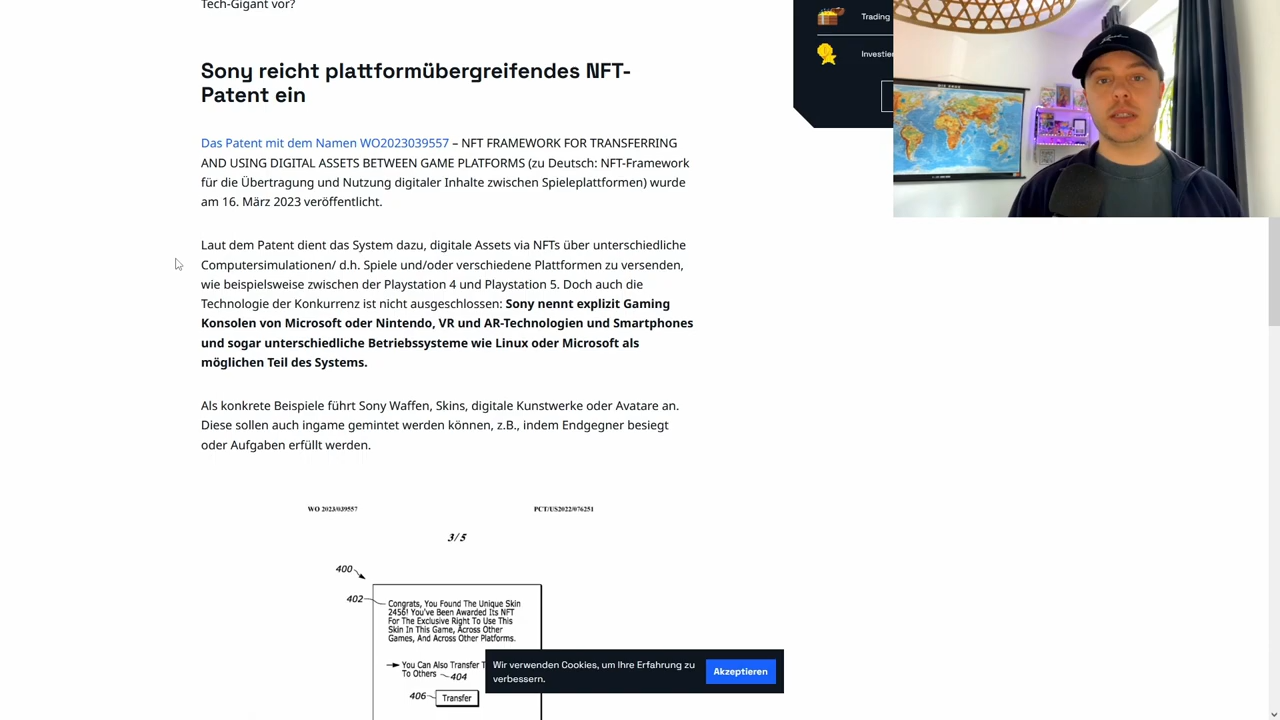 Tech-Gigant vor?
Sony reicht plattformübergreifendes NFT-
Patent ein
Das Patent mit dem Namen WO2023039557 – NFT FRAMEWORK FOR TRANSFERRING
AND USING DIGITAL ASSETS BETWEEN GAME PLATFORMS (zu Deutsch: NFT-Framework
für die Übertragung und Nutzung digitaler Inhalte zwischen Spieleplattformen) wurde
am 16. März 2023 veröffentlicht.
Laut dem Patent dient das System dazu, digitale Assets via NFTs über unterschiedliche
Computersimulationen/ d.h. Spiele und/oder verschiedene Plattformen zu versenden,
wie beispielsweise zwischen der Playstation 4 und Playstation 5. Doch auch die
Technologie der Konkurrenz ist nicht ausgeschlossen: Sony nennt explizit Gaming
Konsolen von Microsoft oder Nintendo, VR und AR-Technologien und Smartphones
und sogar unterschiedliche Betriebssysteme wie Linux oder Microsoft als
möglichen Teil des Systems.
Als konkrete Beispiele führt Sony Waffen, Skins, digitale Kunstwerke oder Avatare an.
Diese sollen auch ingame gemintet werden können, z.B., indem Endgegner besiegt
oder Aufgaben erfüllt werden.
WO 2023/039557 PCT/US2022/076251
3/5
400
402
Congrats, You Found The Unique Skin
2456! You've Been Awarded Its NFT
For The Exclusive Right To Use This
Skin In This Game, Across Other
Games, And Across Other Platforms.
You Can Also Transfer T
To Others 404
406 Transfer
Wir verwenden Cookies, um Ihre Erfahrung zu
verbessern.
Akzeptieren
Trading
Investie